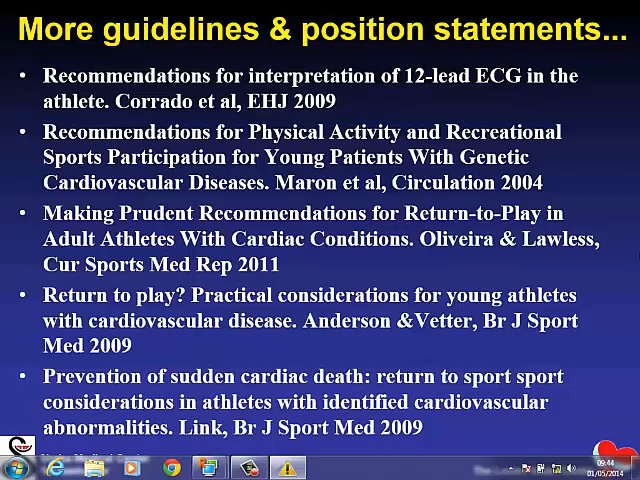 More guidelines & position statements...
• Recommendations for interpretation of 12-lead ECG in the
athlete. Corrado et al, EHJ 2009
• Recommendations for Physical Activity and Recreational
Sports Participation for Young Patients With Genetic
Cardiovascular Diseases. Maron et al, Circulation 2004
• Making Prudent Recommendations for Return-to-Play in
Adult Athletes With Cardiac Conditions. Oliveira & Lawless,
Cur Sports Med Rep 2011
• Return to play? Practical considerations for young athletes
with cardiovascular disease. Anderson &Vetter, Br J Sport
Med 2009
• Prevention of sudden cardiac death: return to sport sport
considerations in athletes with identified cardiovascular
abnormalities. Link, Br J Sport Med 2009
09:44
01/05/2014